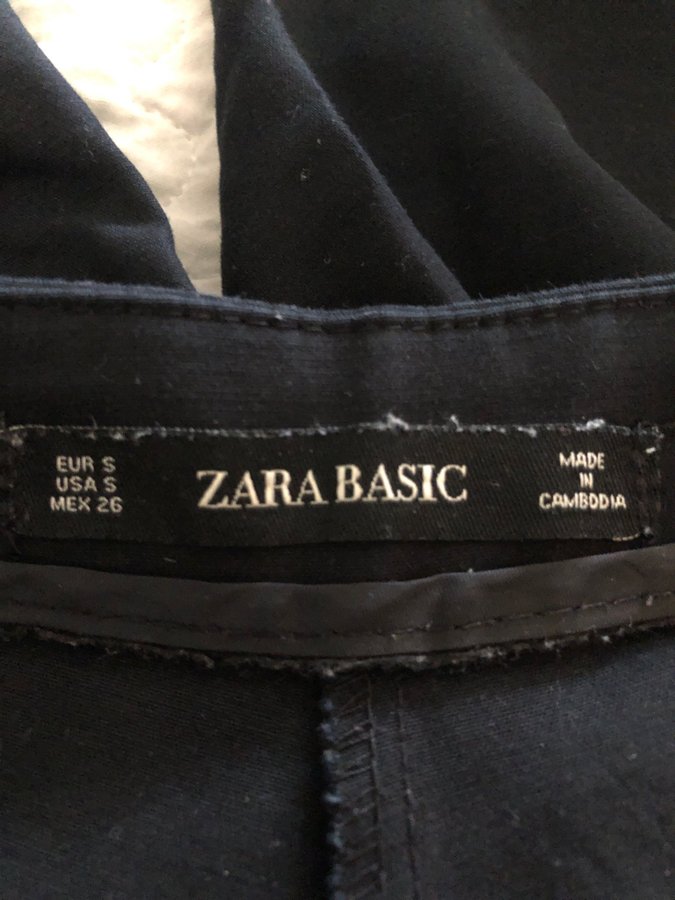 EUR S
USA S
MEX 26
ZARA BASIC
MADE
IN
CAMBODIA